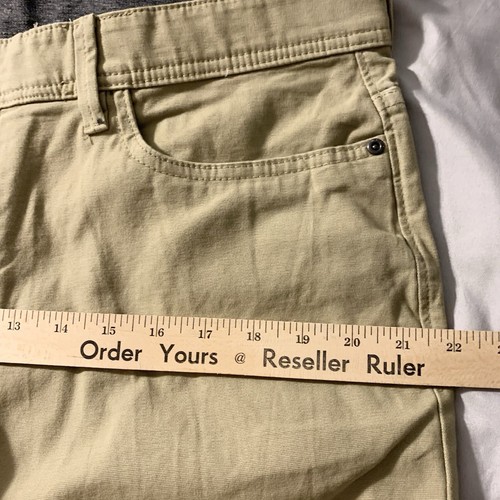 13 14 15 16 17 18 19 20 21 22
Order Yours @ Reseller Ruler